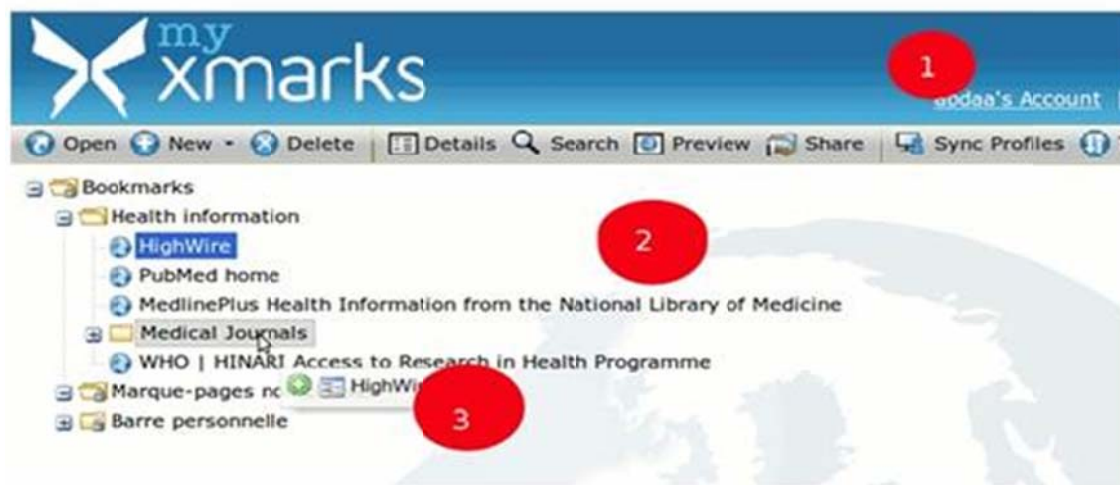 my
xmarks
1
aodaa's Account
Open New Delete Details Search Preview Share Sync Profiles
Bookmarks
Health information
HighWire
2
PubMed home
MedlinePlus Health Information from the National Library of Medicine
Medical Journals
WHO | HINARI Access to Research in Health Programme
Marque-pages
HighWi
Barre personnelle
3